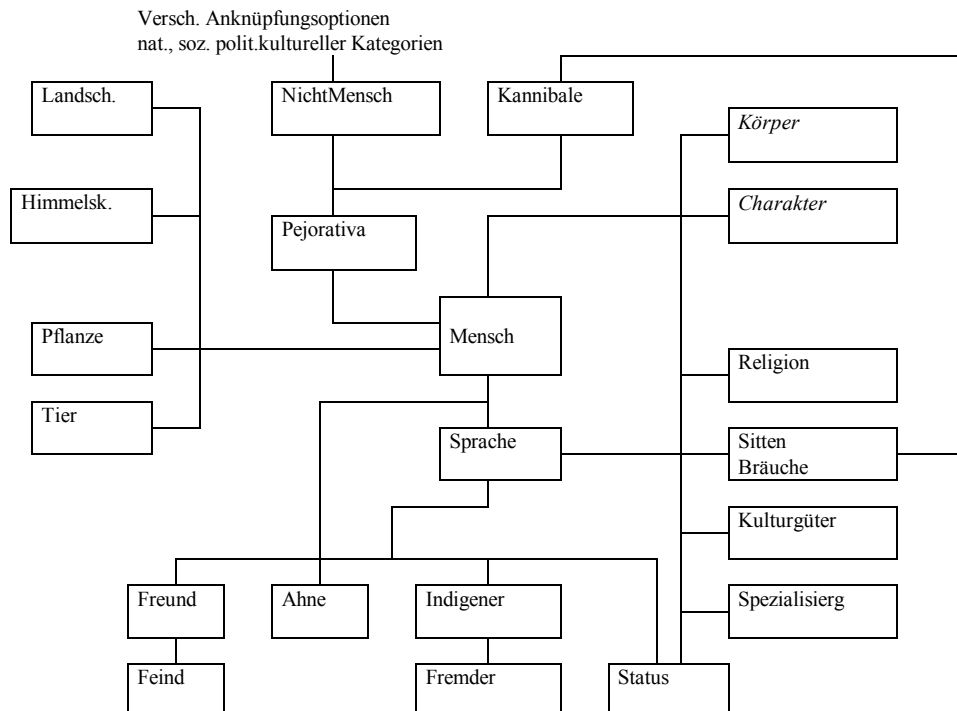 Versch. Anknüpfungsoptionen
nat., soz. polit.kultureller Kategorien
Landsch.
NichtMensch
Kannibale
Körper
Himmelsk.
Pejorativa
Charakter
Pflanze
Mensch
Religion
Tier
Sprache
Sitten
Bräuche
Kulturgüter
Freund
Ahne
Indigener
Spezialisierg
Feind
Fremder
Status